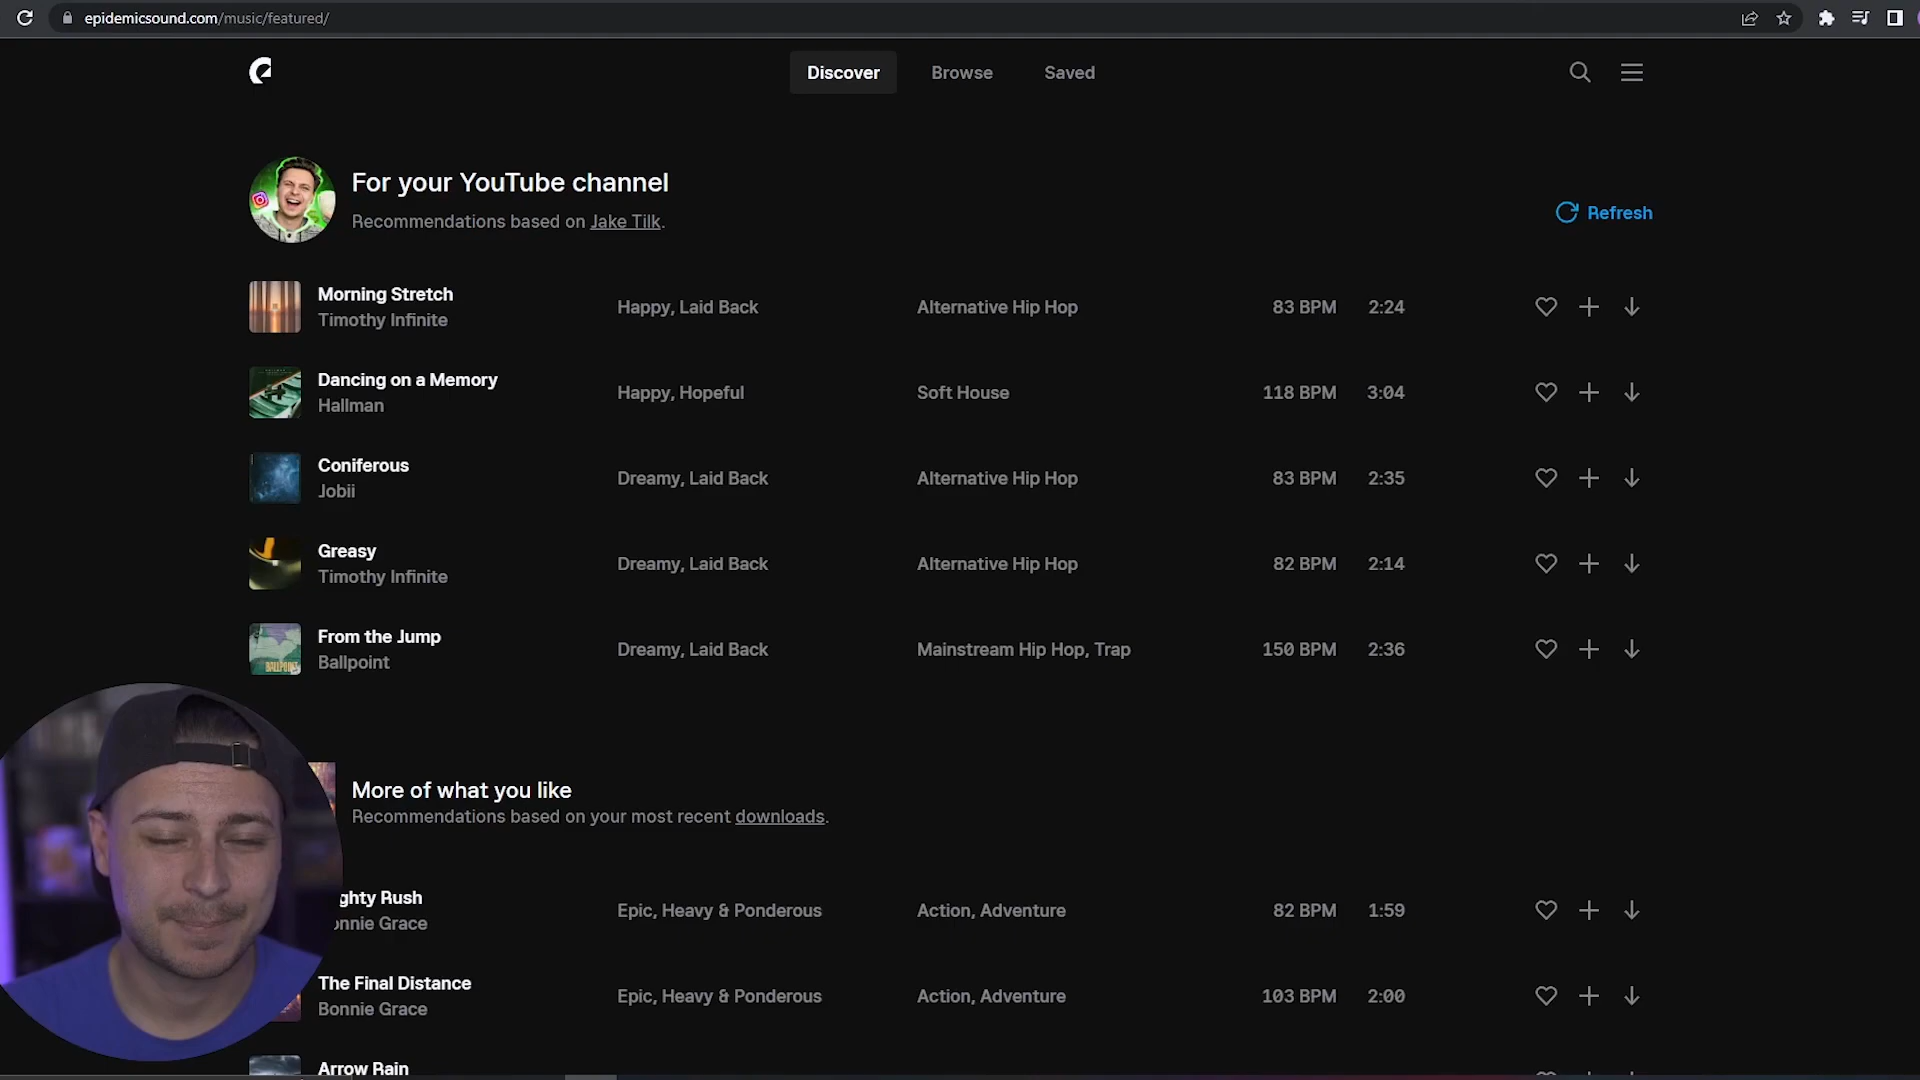 epidemicsound.com/music/featured/
Discover Browse Saved
For your YouTube channel
Recommendations based on Jake Tilk.
Refresh
Morning Stretch
Timothy Infinite
Happy, Laid Back
Alternative Hip Hop
83 BPM
2:24
Dancing on a Memory
Hallman
Happy, Hopeful
Soft House
118 BPM
3:04
Coniferous
Jobii
Dreamy, Laid Back
Alternative Hip Hop
83 BPM
2:35
Greasy
Timothy Infinite
Dreamy, Laid Back
Alternative Hip Hop
82 BPM
2:14
BALLPOINT
From the Jump
Ballpoint
Dreamy, Laid Back
Mainstream Hip Hop, Trap
150 BPM
2:36
More of what you like
Recommendations based on your most recent downloads.
ghty Rush
onnie Grace
Epic, Heavy & Ponderous
Action, Adventure
82 BPM
1:59
The Final Distance
Bonnie Grace
Epic, Heavy & Ponderous
Action, Adventure
103 BPM
2:00
Arrow Rain